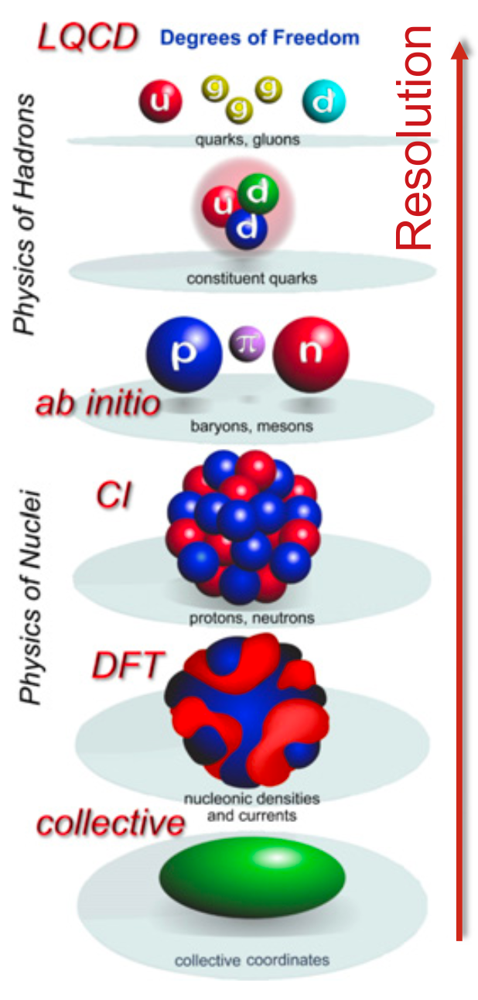 LQCD
Degrees of Freedom
Resolution
Physics of Hadrons
u g g g d
quarks, gluons
u d d
constituent quarks
p π n
ab initio
baryons, mesons
Physics of Nuclei
CI
protons, neutrons
DFT
nucleonic densities
and currents
collective
collective coordinates